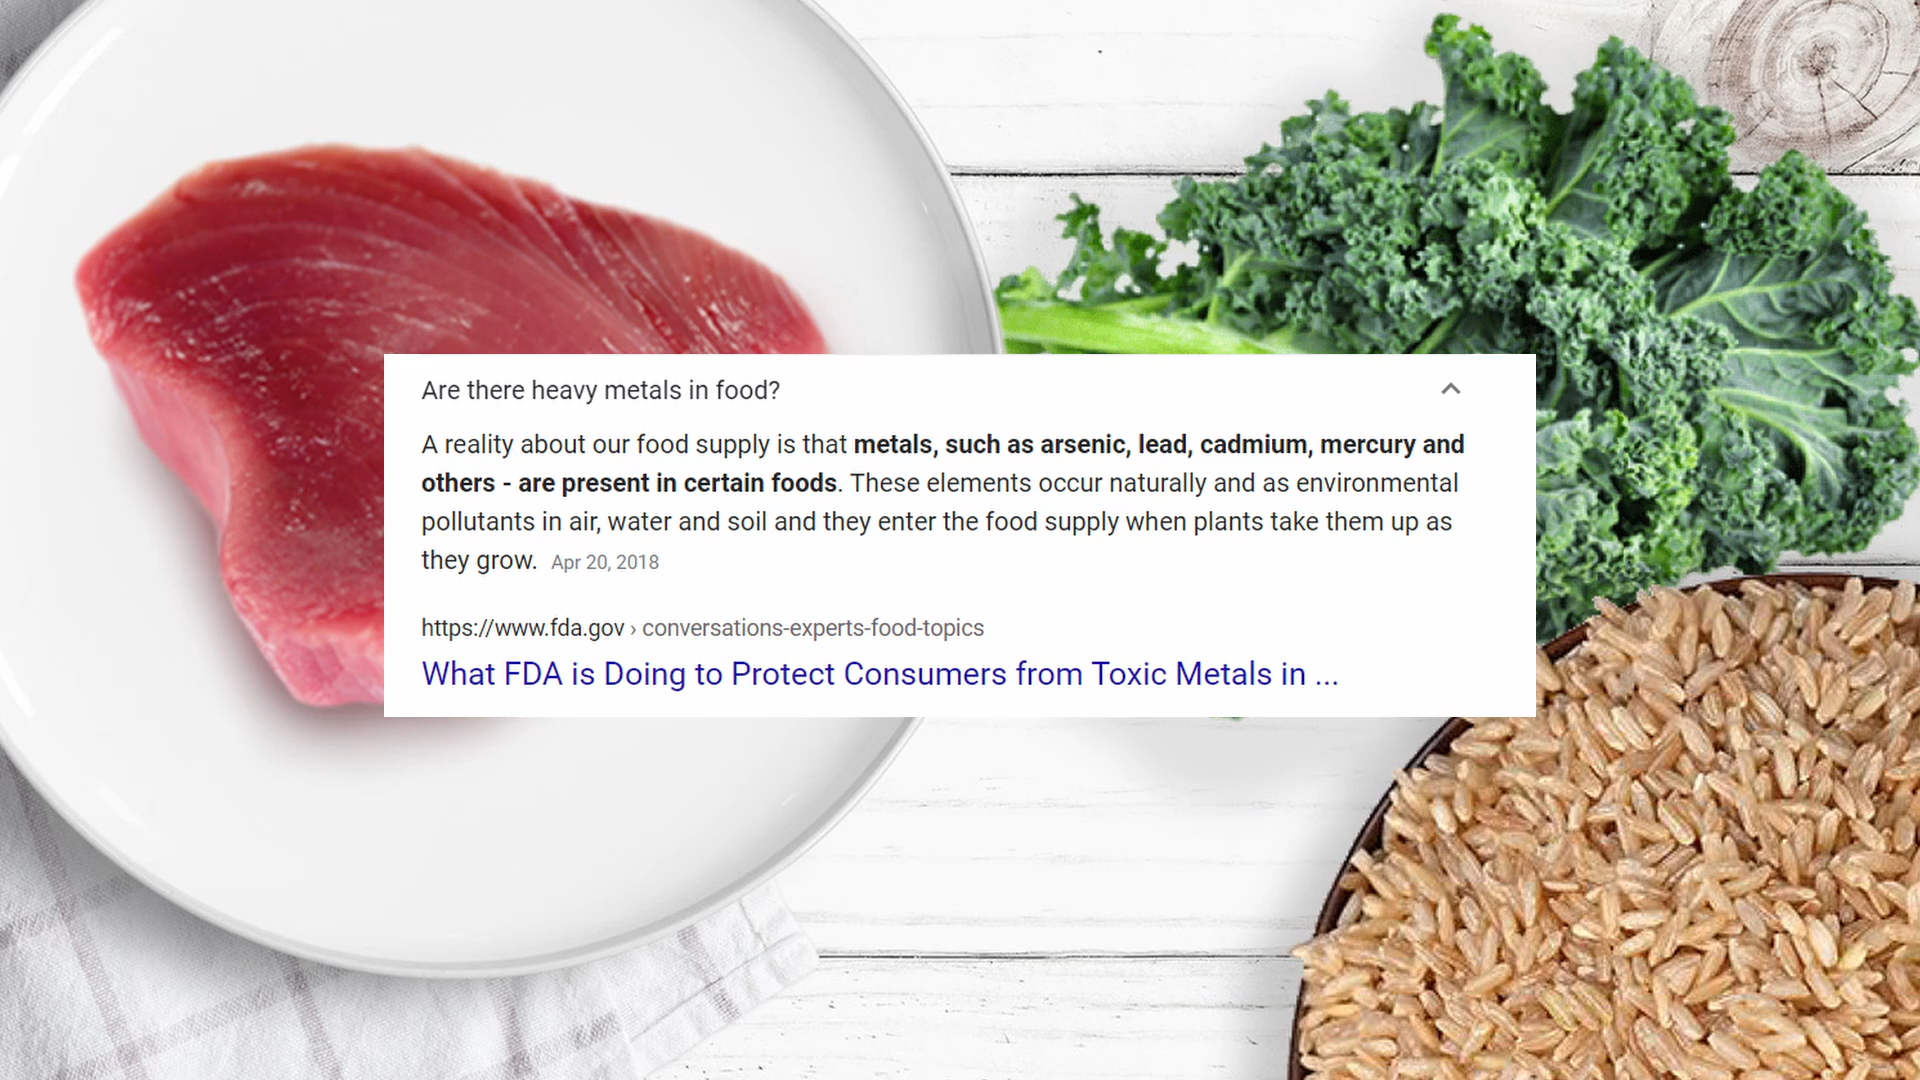 Are there heavy metals in food?
A reality about our food supply is that metals, such as arsenic, lead, cadmium, mercury and
others - are present in certain foods. These elements occur naturally and as environmental
pollutants in air, water and soil and they enter the food supply when plants take them up as
they grow. Apr 20, 2018
https://www.fda.gov › conversations-experts-food-topics
What FDA is Doing to Protect Consumers from Toxic Metals in ...